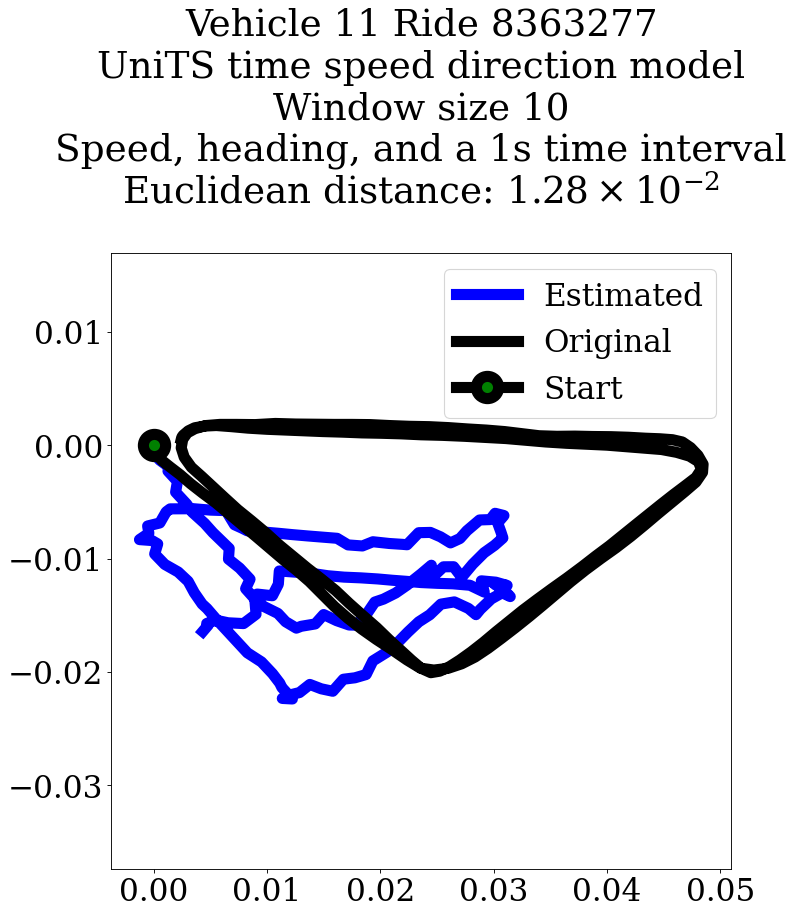 Vehicle 11 Ride 8363277
UniTS time speed direction model
Window size 10
Speed, heading, and a 1s time interval
Euclidean distance: 1.28 × 10⁻²
Estimated
Original
Start
0.01
0.00
−0.01
−0.02
−0.03
0.00 0.01 0.02 0.03 0.04 0.05